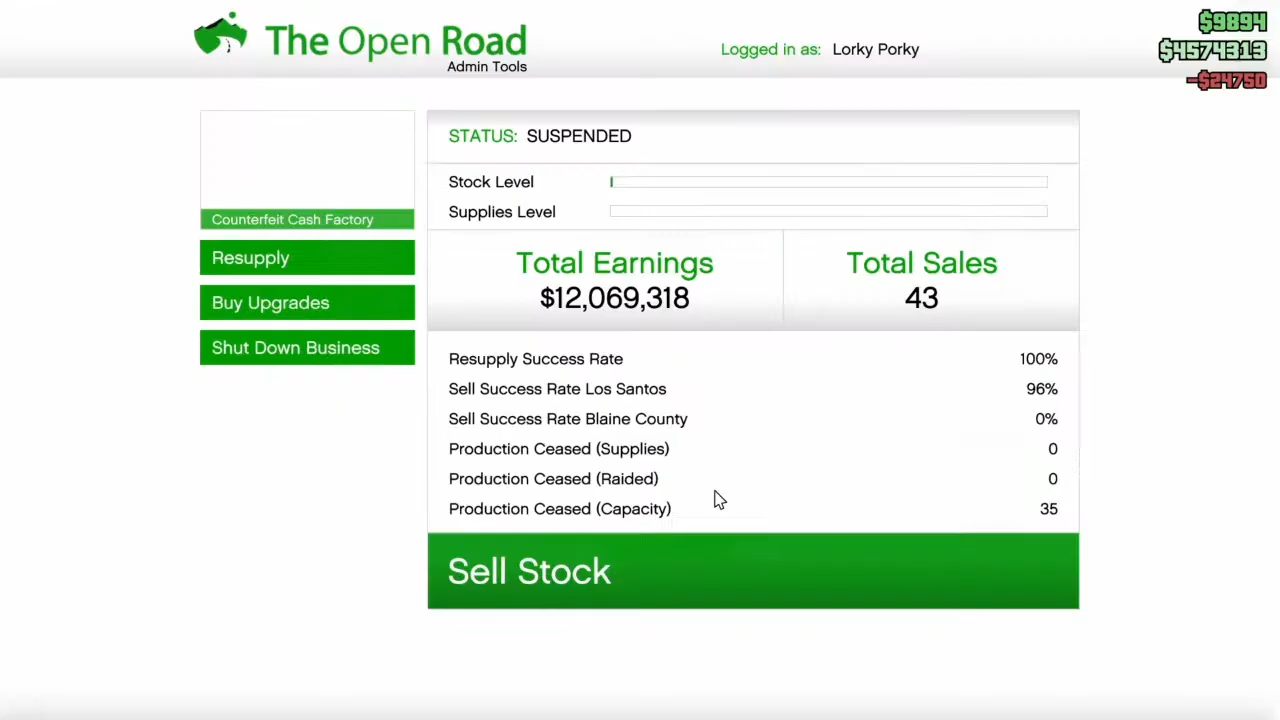 The Open Road
Admin Tools
Logged in as: Lorky Porky
$9894
$4574313
-$24750
Counterfeit Cash Factory
Resupply
Buy Upgrades
Shut Down Business
STATUS: SUSPENDED
Stock Level
Supplies Level
Total Earnings
$12,069,318
Total Sales
43
Resupply Success Rate 100%
Sell Success Rate Los Santos 96%
Sell Success Rate Blaine County 0%
Production Ceased (Supplies) 0
Production Ceased (Raided) 0
Production Ceased (Capacity) 35
Sell Stock